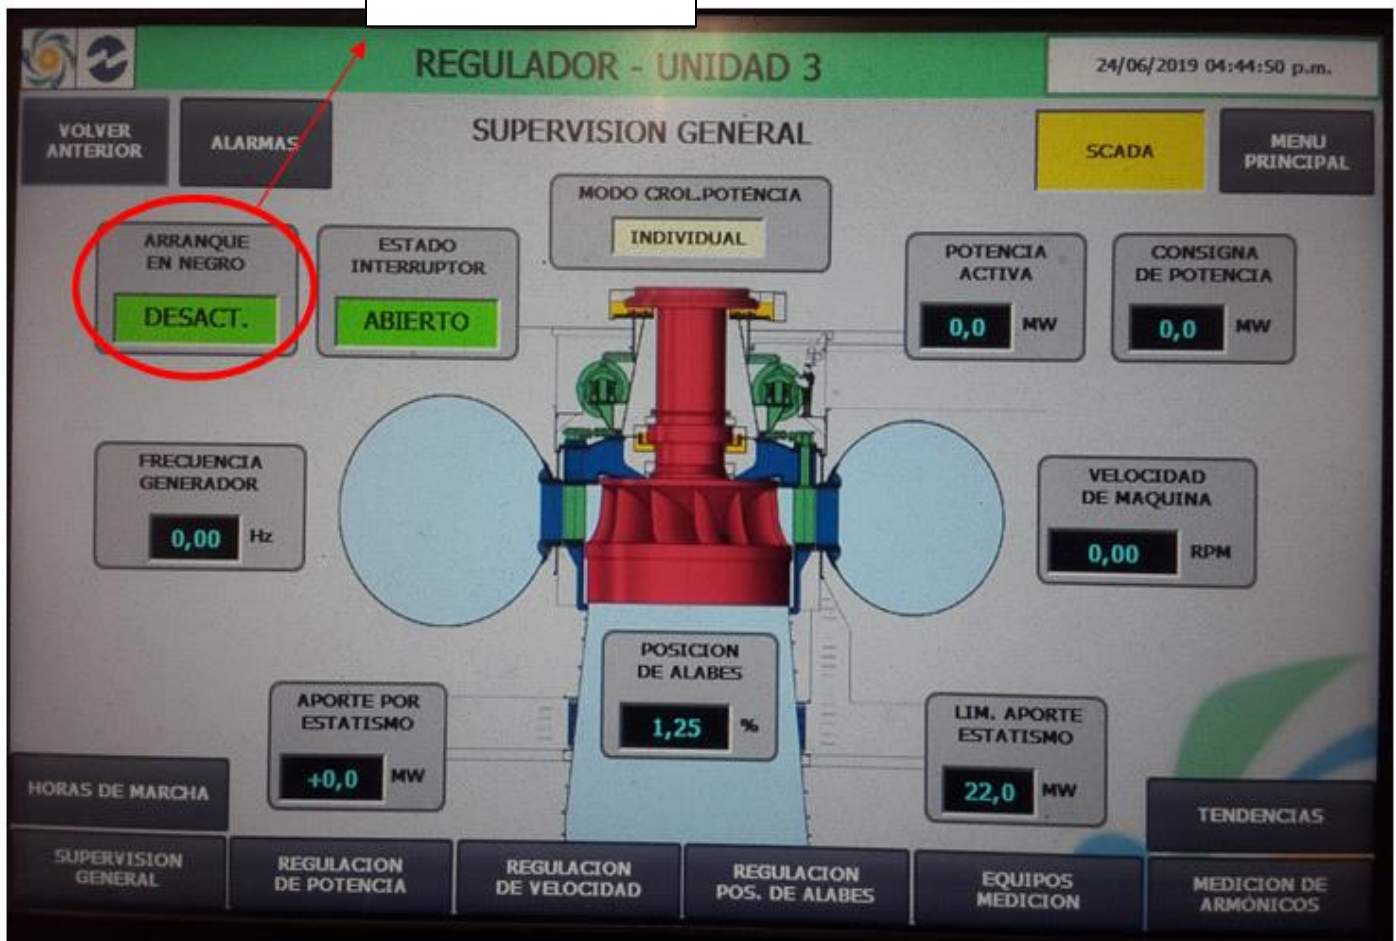 REGULADOR - UNIDAD 3
24/06/2019 04:44:50 p.m.
VOLVER
ANTERIOR
ALARMAS
SUPERVISION GENERAL
SCADA
MENU
PRINCIPAL
MODO CROL.POTENCIA
INDIVIDUAL
ARRANQUE
EN NEGRO
DESACT.
ESTADO
INTERRUPTOR
ABIERTO
POTENCIA
ACTIVA
0,0 MW
CONSIGNA
DE POTENCIA
0,0 MW
FRECUENCIA
GENERADOR
0,00 Hz
VELOCIDAD
DE MAQUINA
0,00 RPM
POSICION
DE ALABES
1,25 %
APORTE POR
ESTATISMO
+0,0 MW
LIM. APORTE
ESTATISMO
22,0 MW
HORAS DE MARCHA
TENDENCIAS
SUPERVISION
GENERAL
REGULACION
DE POTENCIA
REGULACION
DE VELOCIDAD
REGULACION
POS. DE ALABES
EQUIPOS
MEDICION
MEDICION DE
ARMÓNICOS